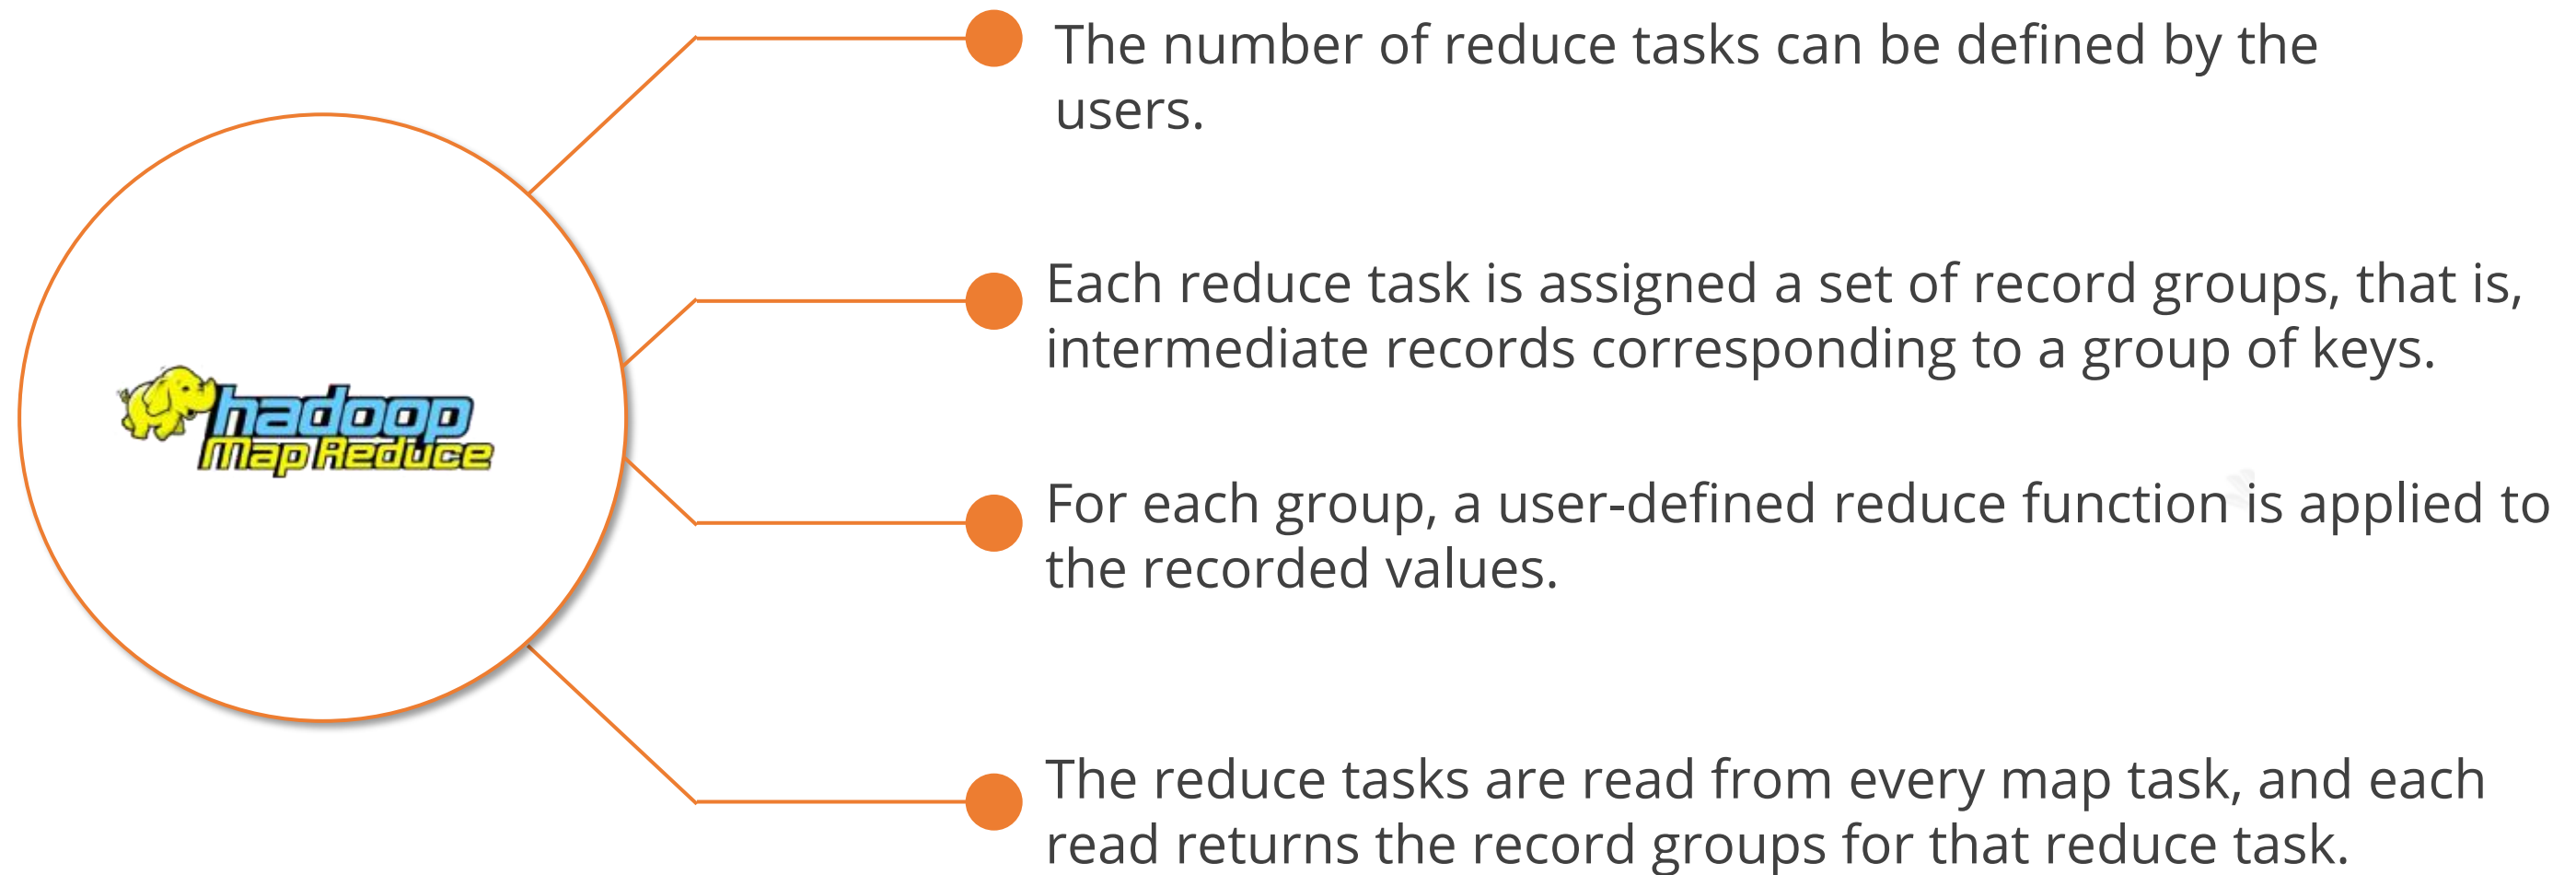 The number of reduce tasks can be defined by the
users.
Each reduce task is assigned a set of record groups, that is,
intermediate records corresponding to a group of keys.
hadoop
Map Reduce
For each group, a user-defined reduce function is applied to
the recorded values.
The reduce tasks are read from every map task, and each
read returns the record groups for that reduce task.